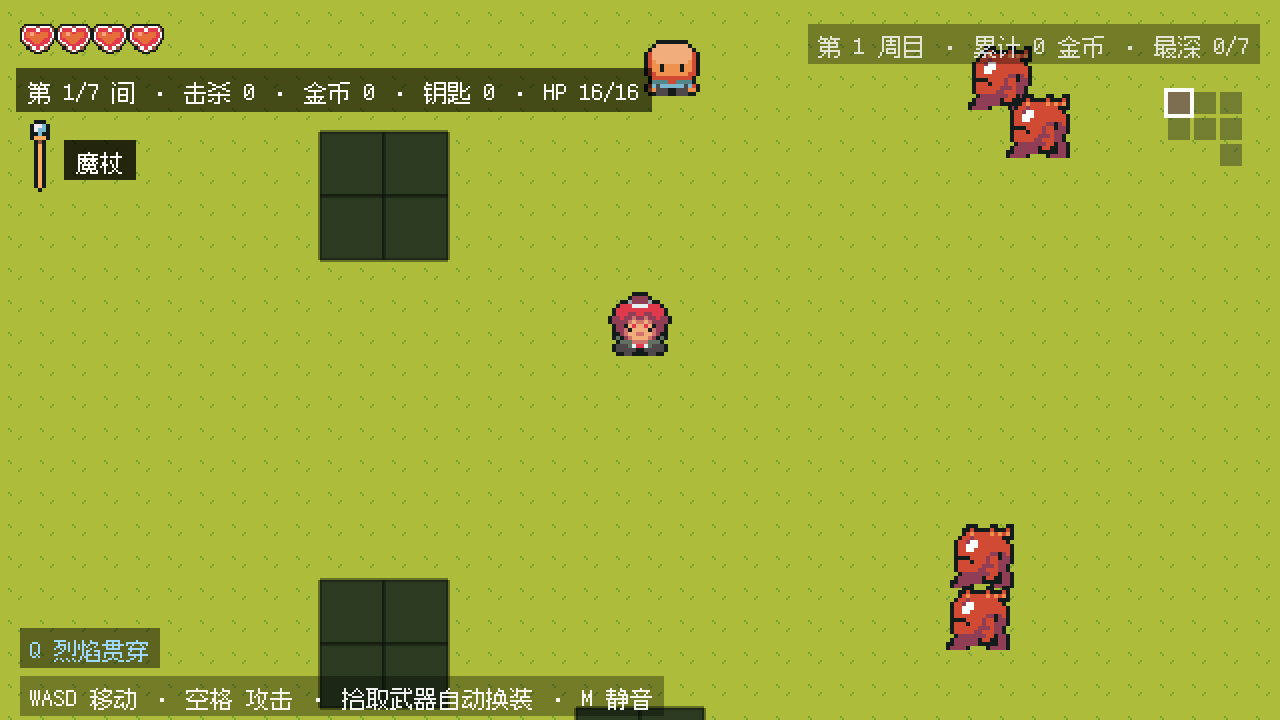 第 1 周目 · 累计 0 金币 · 最深 0/7
第 1/7 间 · 击杀 0 · 金币 0 · 钥匙 0 · HP 16/16
魔杖
Q 烈焰贯穿
WASD 移动 · 空格 攻击 · 拾取武器自动换装 · M 静音